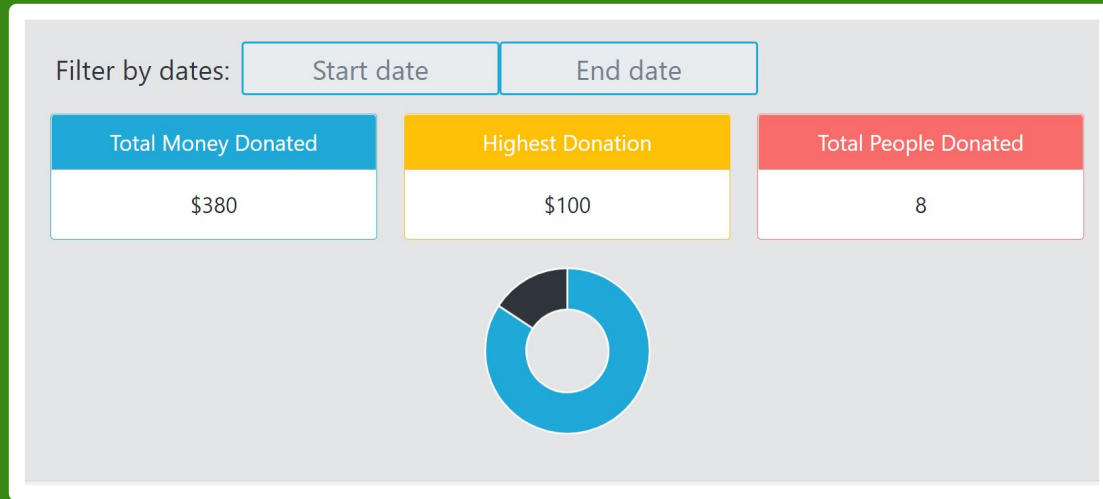 Filter by dates: Start date End date
Total Money Donated
$380
Highest Donation
$100
Total People Donated
8